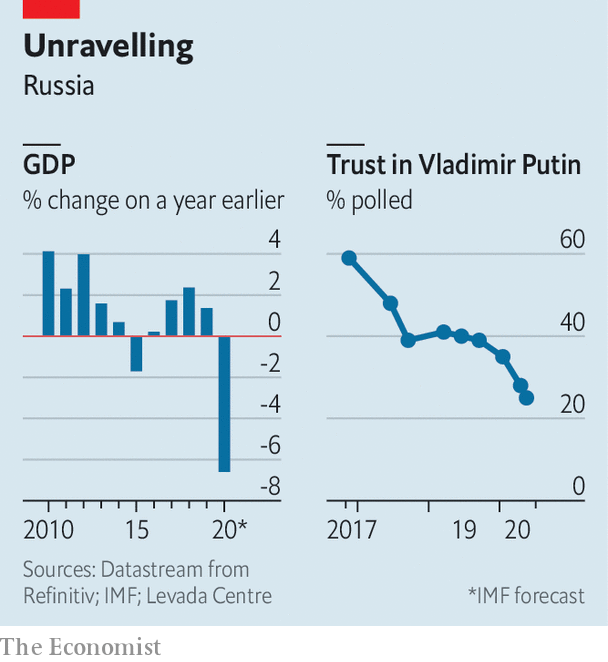 Unravelling
Russia
GDP
% change on a year earlier
4
2
0
-2
-4
-6
-8
2010 15 20*
Trust in Vladimir Putin
% polled
60
40
20
0
2017 19 20
Sources: Datastream from
Refinitiv; IMF; Levada Centre
*IMF forecast
The Economist